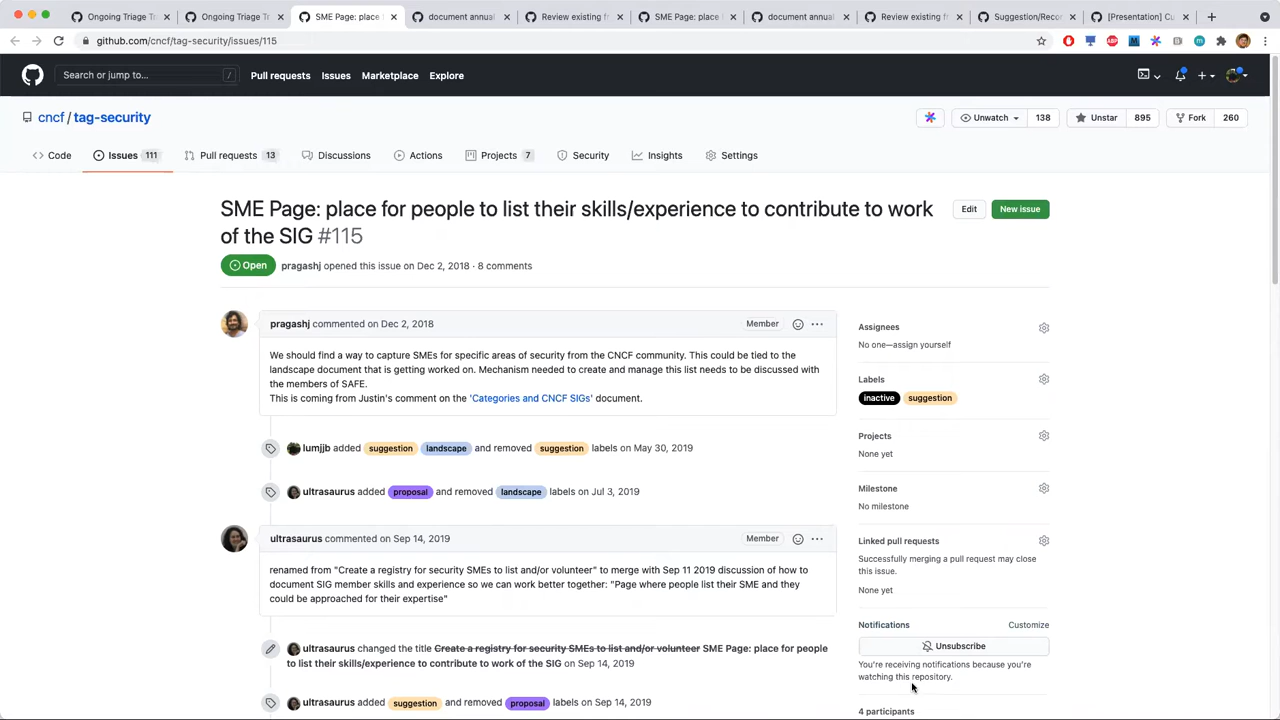 Ongoing Triage T
Ongoing Triage T
SME Page: place
document annual
Review existing f
SME Page: place
document annual
Review existing f
Suggestion/Reco
[Presentation] Cu
github.com/cncf/tag-security/issues/115
Search or jump to... /
Pull requests Issues Marketplace Explore
cncf / tag-security
Unwatch 138 Unstar 895 Fork 260
Code Issues 111 Pull requests 13 Discussions Actions Projects 7 Security Insights Settings
SME Page: place for people to list their skills/experience to contribute to work
of the SIG #115
Edit New issue
Open pragashj opened this issue on Dec 2, 2018 · 8 comments
pragashj commented on Dec 2, 2018 Member
We should find a way to capture SMEs for specific areas of security from the CNCF community. This could be tied to the
landscape document that is getting worked on. Mechanism needed to create and manage this list needs to be discussed with
the members of SAFE.
This is coming from Justin's comment on the 'Categories and CNCF SIGs' document.
lumjjb added suggestion landscape and removed suggestion labels on May 30, 2019
ultrasaurus added proposal and removed landscape labels on Jul 3, 2019
ultrasaurus commented on Sep 14, 2019 Member
renamed from "Create a registry for security SMEs to list and/or volunteer" to merge with Sep 11 2019 discussion of how to
document SIG member skills and experience so we can work better together: "Page where people list their SME and they
could be approached for their expertise"
ultrasaurus changed the title Create a registry for security SMEs to list and/or volunteer SME Page: place for people
to list their skills/experience to contribute to work of the SIG on Sep 14, 2019
ultrasaurus added suggestion and removed proposal labels on Sep 14, 2019
Assignees
No one—assign yourself
Labels
inactive suggestion
Projects
None yet
Milestone
No milestone
Linked pull requests
Successfully merging a pull request may close
this issue.
None yet
Notifications Customize
Unsubscribe
You're receiving notifications because you're
watching this repository.
4 participants